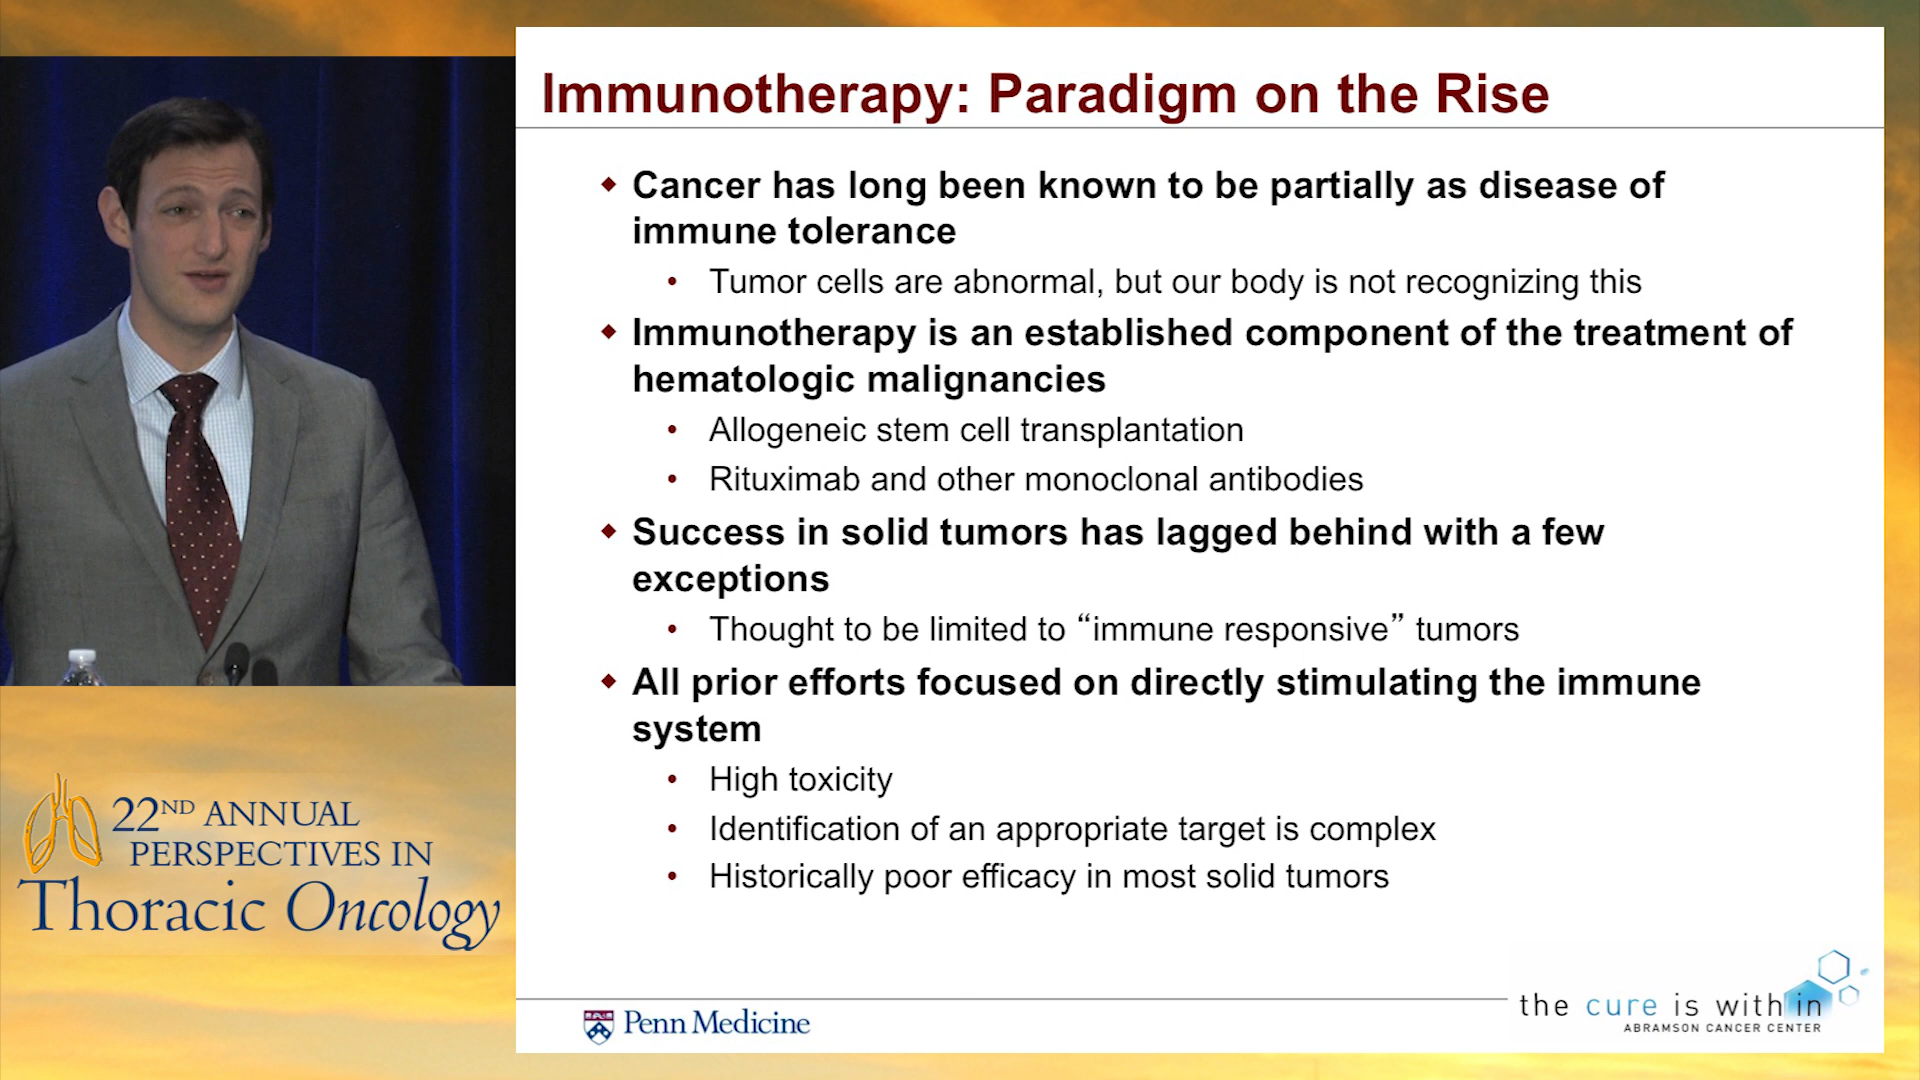 Immunotherapy: Paradigm on the Rise
Cancer has long been known to be partially as disease of
immune tolerance
Tumor cells are abnormal, but our body is not recognizing this
Immunotherapy is an established component of the treatment of
hematologic malignancies
Allogeneic stem cell transplantation
Rituximab and other monoclonal antibodies
Success in solid tumors has lagged behind with a few
exceptions
Thought to be limited to “immune responsive” tumors
All prior efforts focused on directly stimulating the immune
system
High toxicity
Identification of an appropriate target is complex
Historically poor efficacy in most solid tumors
Penn Medicine
the cure is within
ABRAMSON CANCER CENTER
22ND ANNUAL
PERSPECTIVES IN
Thoracic Oncology